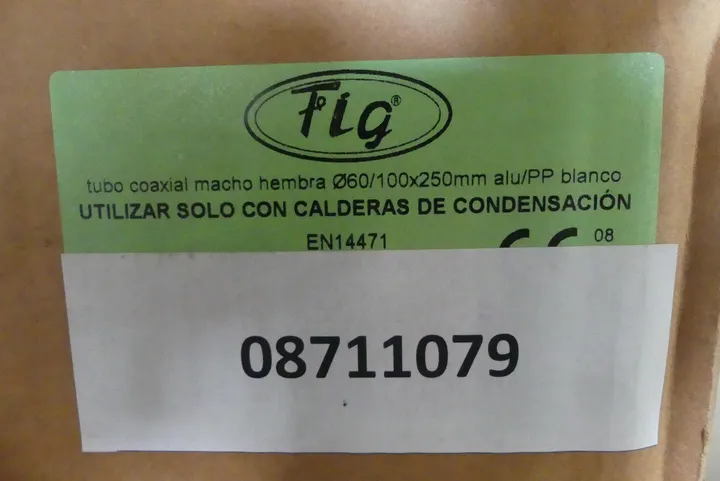 Fig®
tubo coaxial macho hembra Ø60/100x250mm alu/PP blanco
UTILIZAR SOLO CON CALDERAS DE CONDENSACIÓN
EN14471 CE 08
08711079